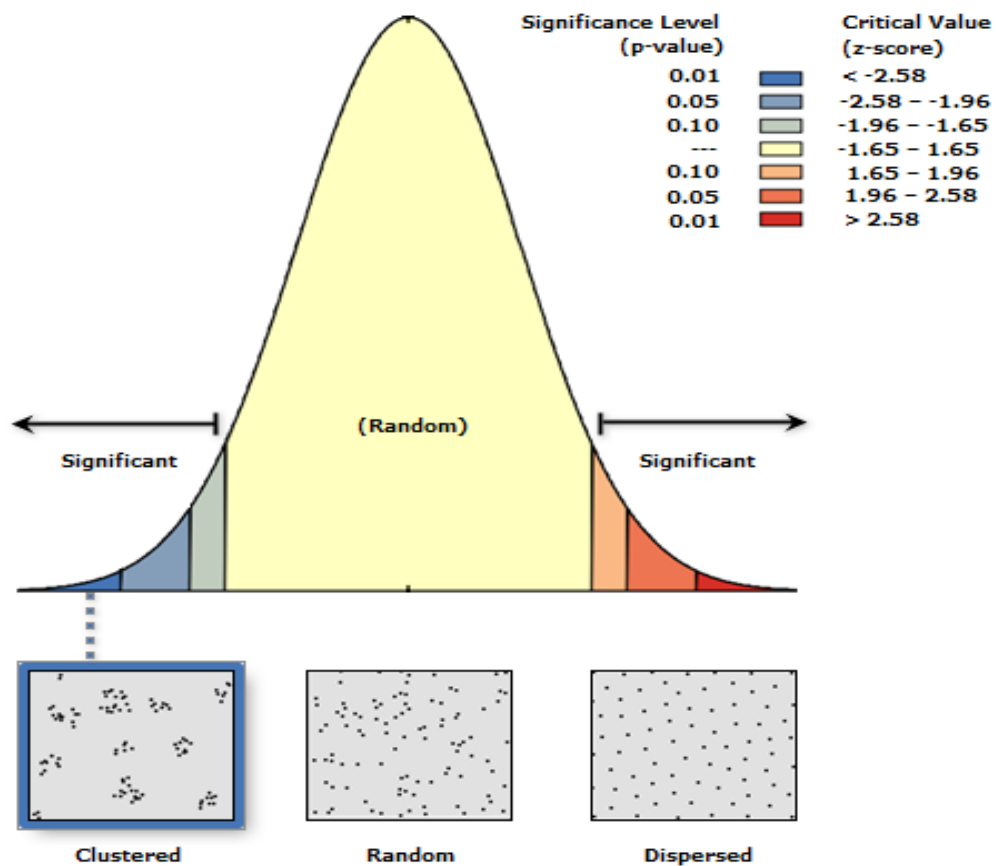 Significance Level Critical Value
(p-value) (z-score)
0.01 < -2.58
0.05 -2.58 – -1.96
0.10 -1.96 – -1.65
--- -1.65 – 1.65
0.10 1.65 – 1.96
0.05 1.96 – 2.58
0.01 > 2.58
(Random)
Significant Significant
Clustered Random Dispersed